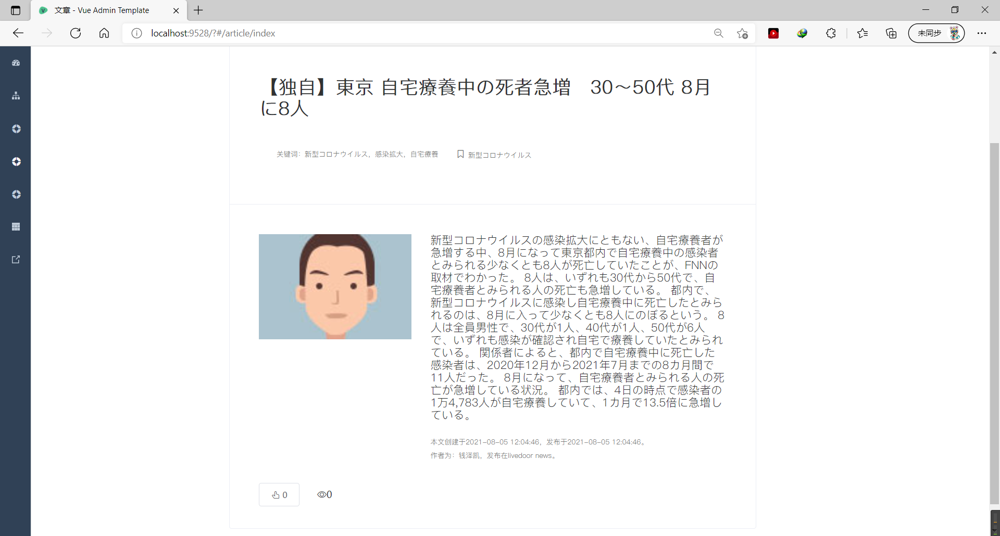 文章 - Vue Admin Template
localhost:9528/?#/article/index
未同步
【独自】東京 自宅療養中の死者急増　30～50代 8月
に8人
关键词：新型コロナウイルス，感染拡大，自宅療養
新型コロナウイルス
新型コロナウイルスの感染拡大にともない、自宅療養者が
急増する中、8月になって東京都内で自宅療養中の感染者
とみられる少なくとも8人が死亡していたことが、FNNの
取材でわかった。 8人は、いずれも30代から50代で、自
宅療養者とみられる人の死亡も急増している。 都内で、
新型コロナウイルスに感染し自宅療養中に死亡したとみら
れるのは、8月に入って少なくとも8人にのぼるという。 8
人は全員男性で、30代が1人、40代が1人、50代が6人
で、いずれも感染が確認され自宅で療養していたとみられ
ている。 関係者によると、都内で自宅療養中に死亡した
感染者は、2020年12月から2021年7月までの8カ月間で
11人だった。 8月になって、自宅療養者とみられる人の死
亡が急増している状況。 都内では、4日の時点で感染者の
1万4,783人が自宅療養していて、1カ月で13.5倍に急増し
ている。
本文创建于2021-08-05 12:04:46，发布于2021-08-05 12:04:46。
作者为：钱泽凯，发布在livedoor news。
0
0